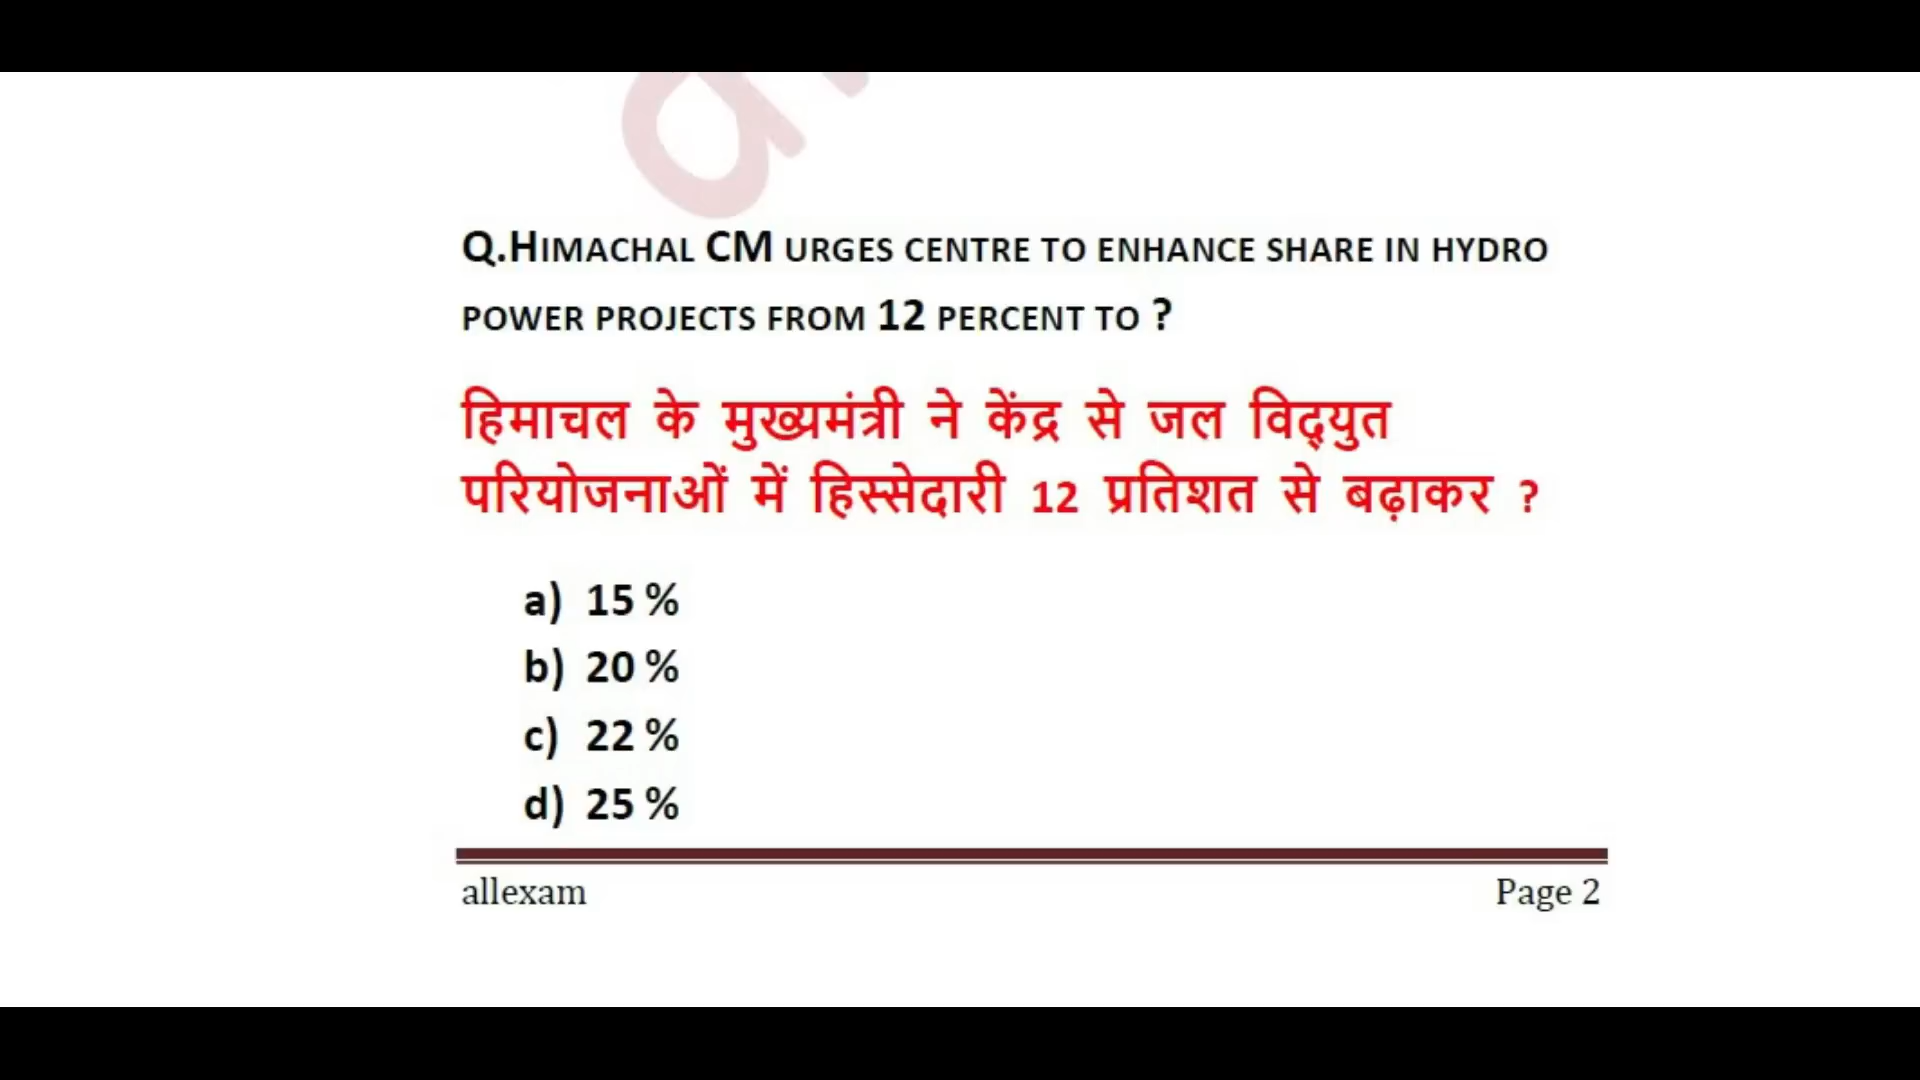 Q.HIMACHAL CM URGES CENTRE TO ENHANCE SHARE IN HYDRO
POWER PROJECTS FROM 12 PERCENT TO ?
हिमाचल के मुख्यमंत्री ने केंद्र से जल विद्युत
परियोजनाओं में हिस्सेदारी 12 प्रतिशत से बढ़ाकर ?
a) 15 %
b) 20 %
c) 22 %
d) 25 %
allexam Page 2